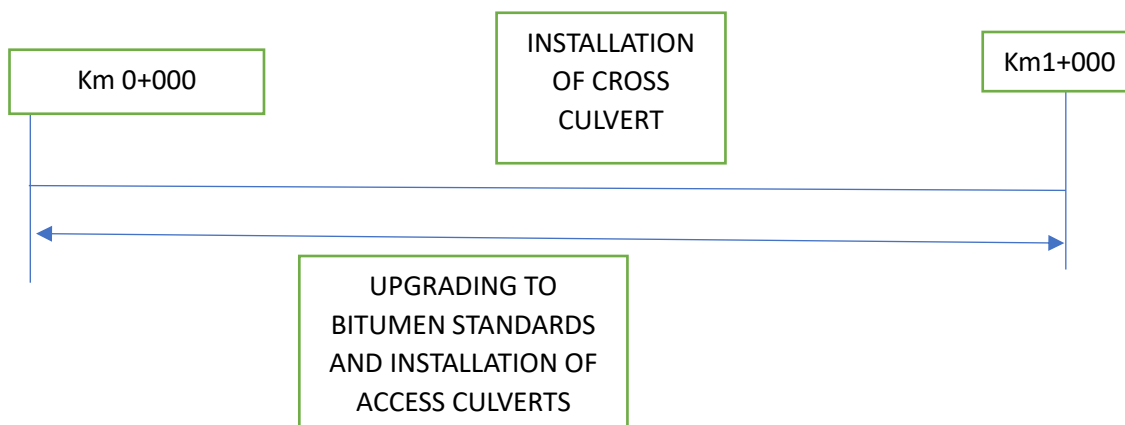 Km 0+000
INSTALLATION
OF CROSS
CULVERT
Km1+000
UPGRADING TO
BITUMEN STANDARDS
AND INSTALLATION OF
ACCESS CULVERTS